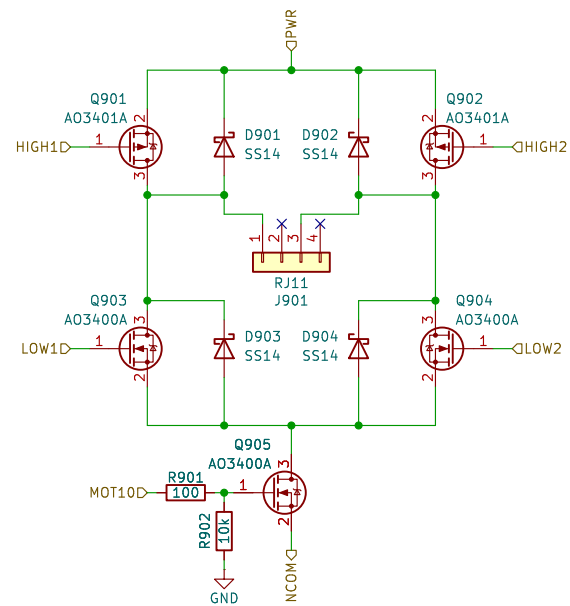 PWR
Q901
AO3401A
2
HIGH1
1
3
D901
SS14
D902
SS14
Q902
AO3401A
2
1
HIGH2
3
1
2
3
4
RJ11
J901
Q903
AO3400A
3
LOW1
1
2
D903
SS14
D904
SS14
Q904
AO3400A
3
1
LOW2
2
Q905
AO3400A
3
MOT10
R901
100
1
2
R902
10k
GND
NCOM